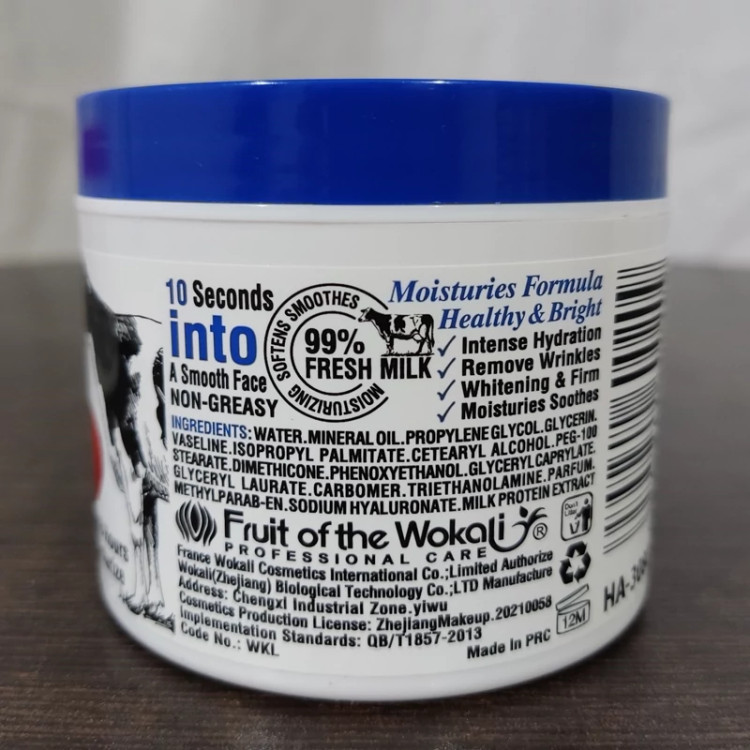 10 Seconds
into
A Smooth Face
NON-GREASY
SOFTENS SMOOTHES
99%
FRESH MILK
MOISTURIZING
Moisturies Formula
Healthy & Bright
✓ Intense Hydration
✓ Remove Wrinkles
✓ Whitening & Firm
✓ Moisturies Soothes
INGREDIENTS: WATER.MINERAL OIL.PROPYLENE GLYCOL.GLYCERIN.
VASELINE.ISOPROPYL PALMITATE.CETEARYL ALCOHOL.PEG-100
STEARATE.DIMETHICONE.PHENOXYETHANOL.GLYCERYL CAPRYLATE.
GLYCERYL LAURATE.CARBOMER.TRIETHANOLAMINE.PARFUM.
METHYLPARAB-EN.SODIUM HYALURONATE.MILK PROTEIN EXTRACT
Fruit of the Wokali ®
PROFESSIONAL CARE
France Wokali Cosmetics International Co.;Limited Authorize
Wokali(Zhejiang) Biological Technology Co.;LTD Manufacture
Address: Chengxi Industrial Zone.yiwu
Cosmetics Production License: ZhejiangMakeup.20210058
Implementation Standards: QB/T1857-2013
Code No.: WKL
Made In PRC
12M